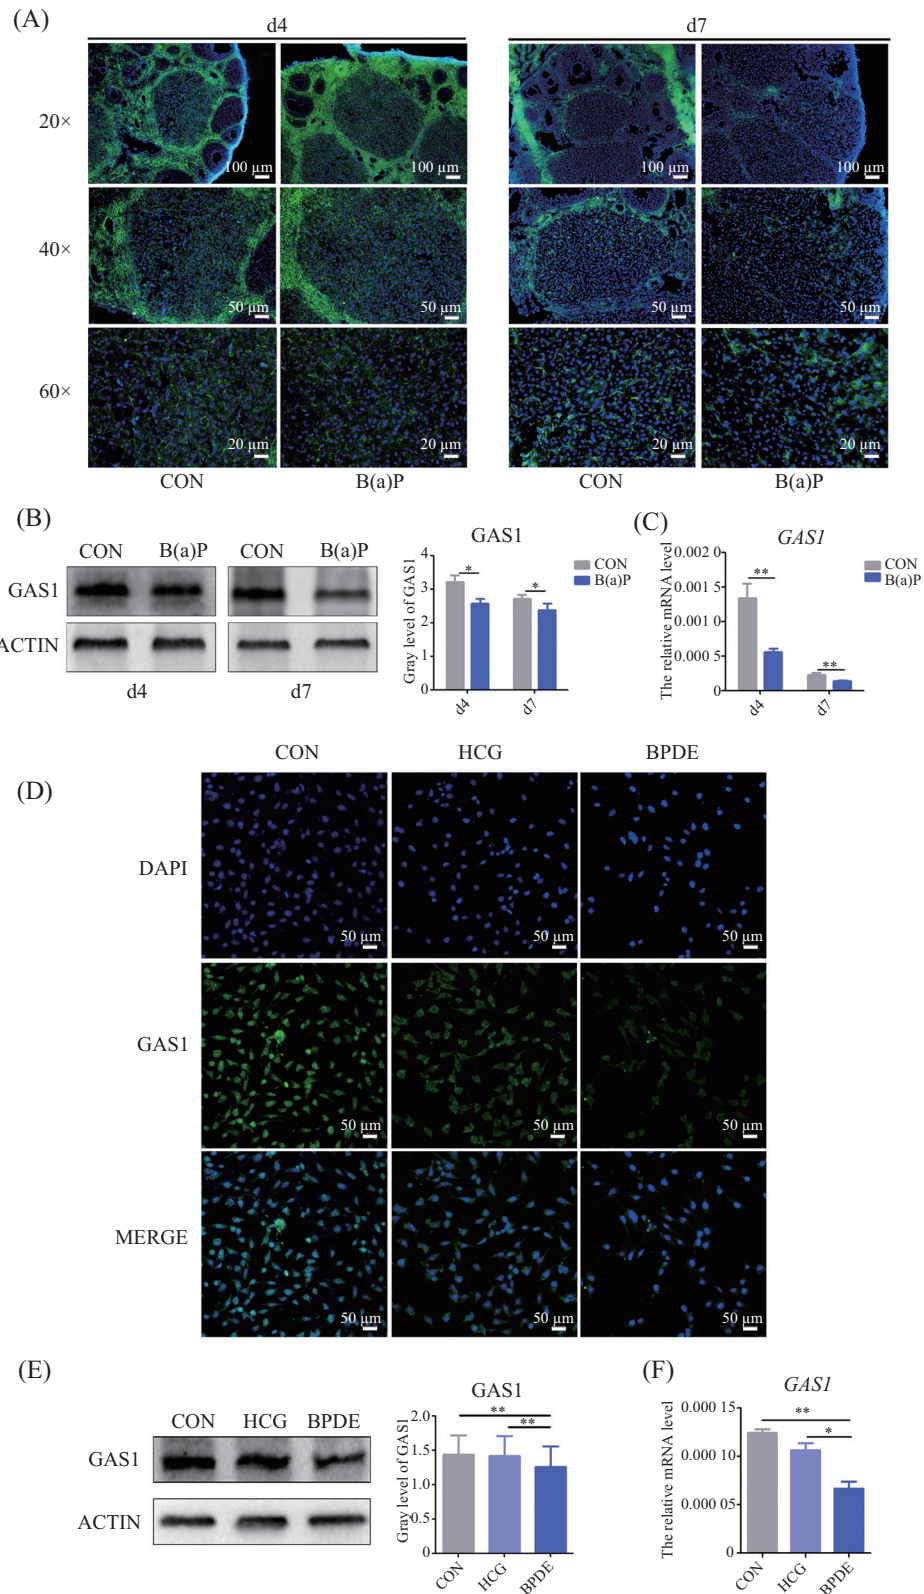 (A)
d4
d7
20×
100 µm
100 µm
100 µm
100 µm
40×
50 µm
50 µm
50 µm
50 µm
60×
20 µm
20 µm
20 µm
20 µm
CON
B(a)P
CON
B(a)P
(B)
CON
B(a)P
CON
B(a)P
GAS1
ACTIN
d4
d7
GAS1
Gray level of GAS1
4
3
2
1
0
*
*
d4
d7
CON
B(a)P
(C)
GAS1
The relative mRNA level
0.002 0
0.001 5
0.001 0
0.000 5
0
**
**
d4
d7
CON
B(a)P
(D)
CON
HCG
BPDE
DAPI
50 µm
50 µm
50 µm
GAS1
50 µm
50 µm
50 µm
MERGE
50 µm
50 µm
50 µm
(E)
CON
HCG
BPDE
GAS1
ACTIN
GAS1
Gray level of GAS1
2.0
1.5
1.0
0.5
0
**
**
CON
HCG
BPDE
(F)
GAS1
The relative mRNA level
0.000 15
0.000 10
0.000 05
0
**
*
CON
HCG
BPDE